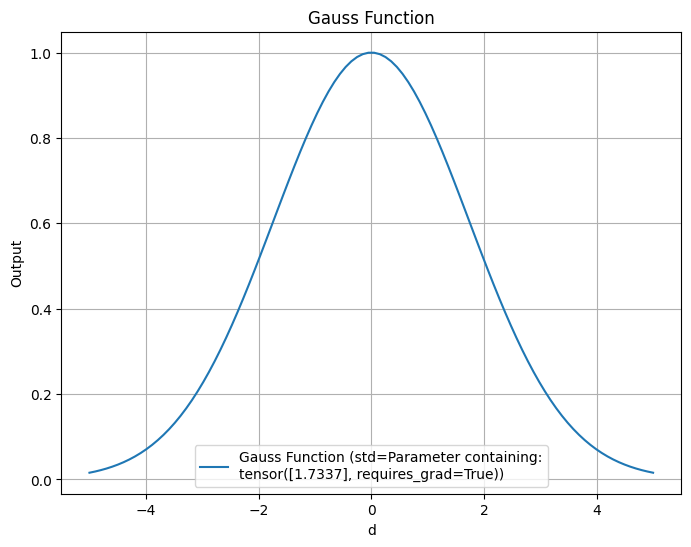 Gauss Function
1.0
0.8
0.6
0.4
0.2
0.0
Output
Gauss Function (std=Parameter containing:
tensor([1.7337], requires_grad=True))
−4 −2 0 2 4
d